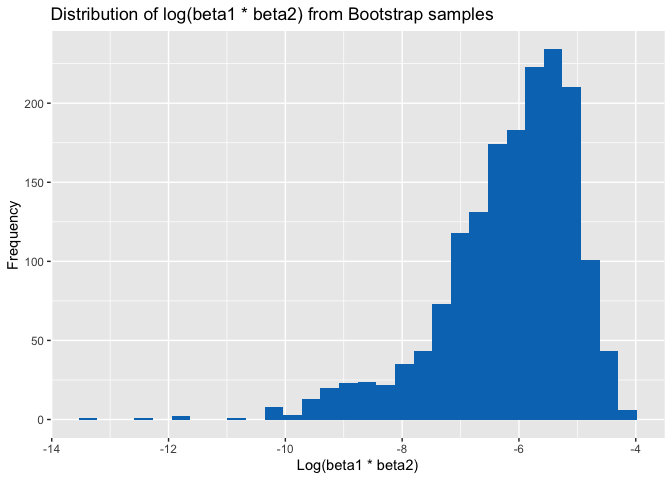 Distribution of log(beta1 * beta2) from Bootstrap samples
200
150
100
50
0
Frequency
-14 -12 -10 -8 -6 -4
Log(beta1 * beta2)